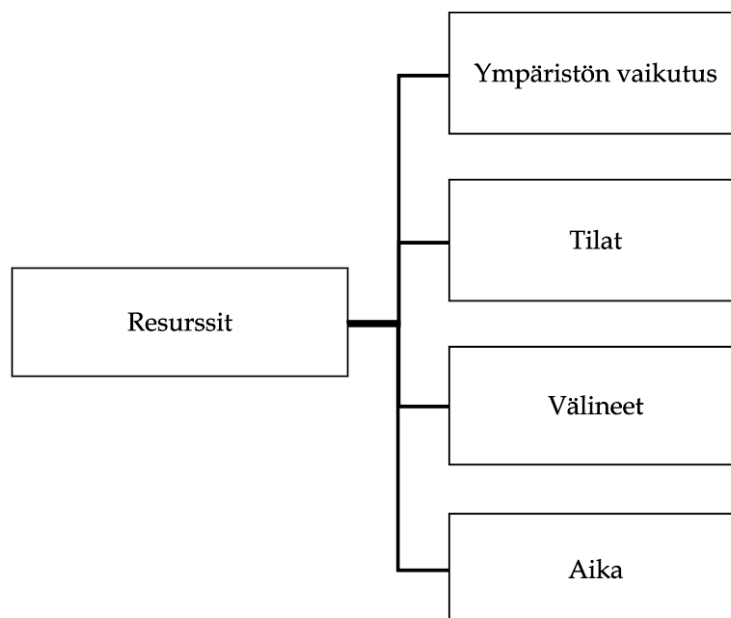 Ympäristön vaikutus
Tilat
Resurssit
Välineet
Aika